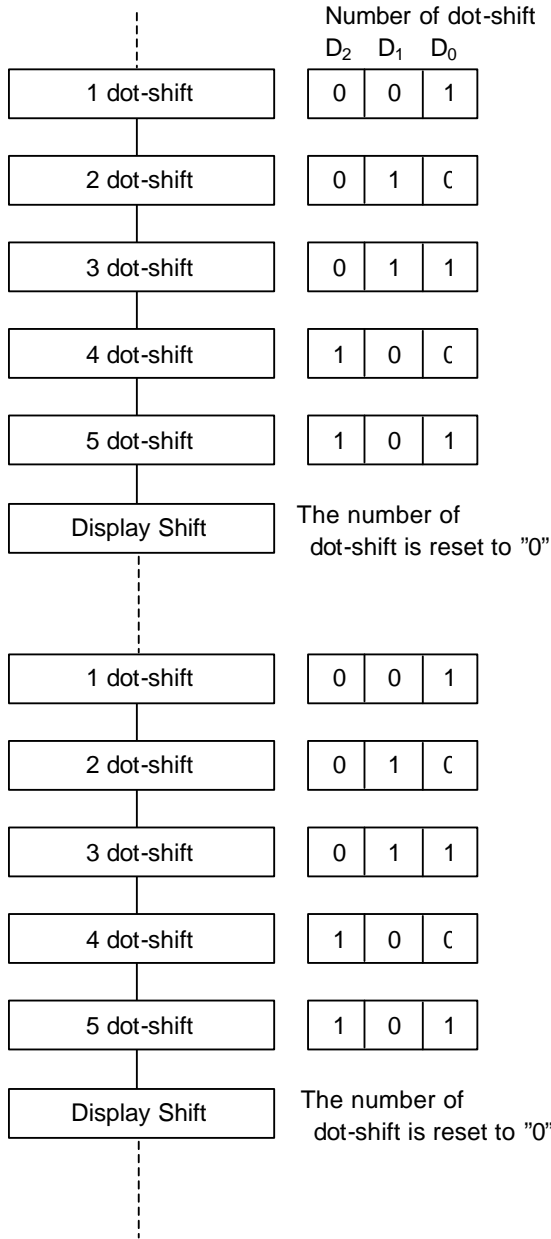 Number of dot-shift
D₂ D₁ D₀
1 dot-shift 0 0 1
2 dot-shift 0 1 0
3 dot-shift 0 1 1
4 dot-shift 1 0 0
5 dot-shift 1 0 1
Display Shift The number of
dot-shift is reset to ”0”
1 dot-shift 0 0 1
2 dot-shift 0 1 0
3 dot-shift 0 1 1
4 dot-shift 1 0 0
5 dot-shift 1 0 1
Display Shift The number of
dot-shift is reset to ”0”